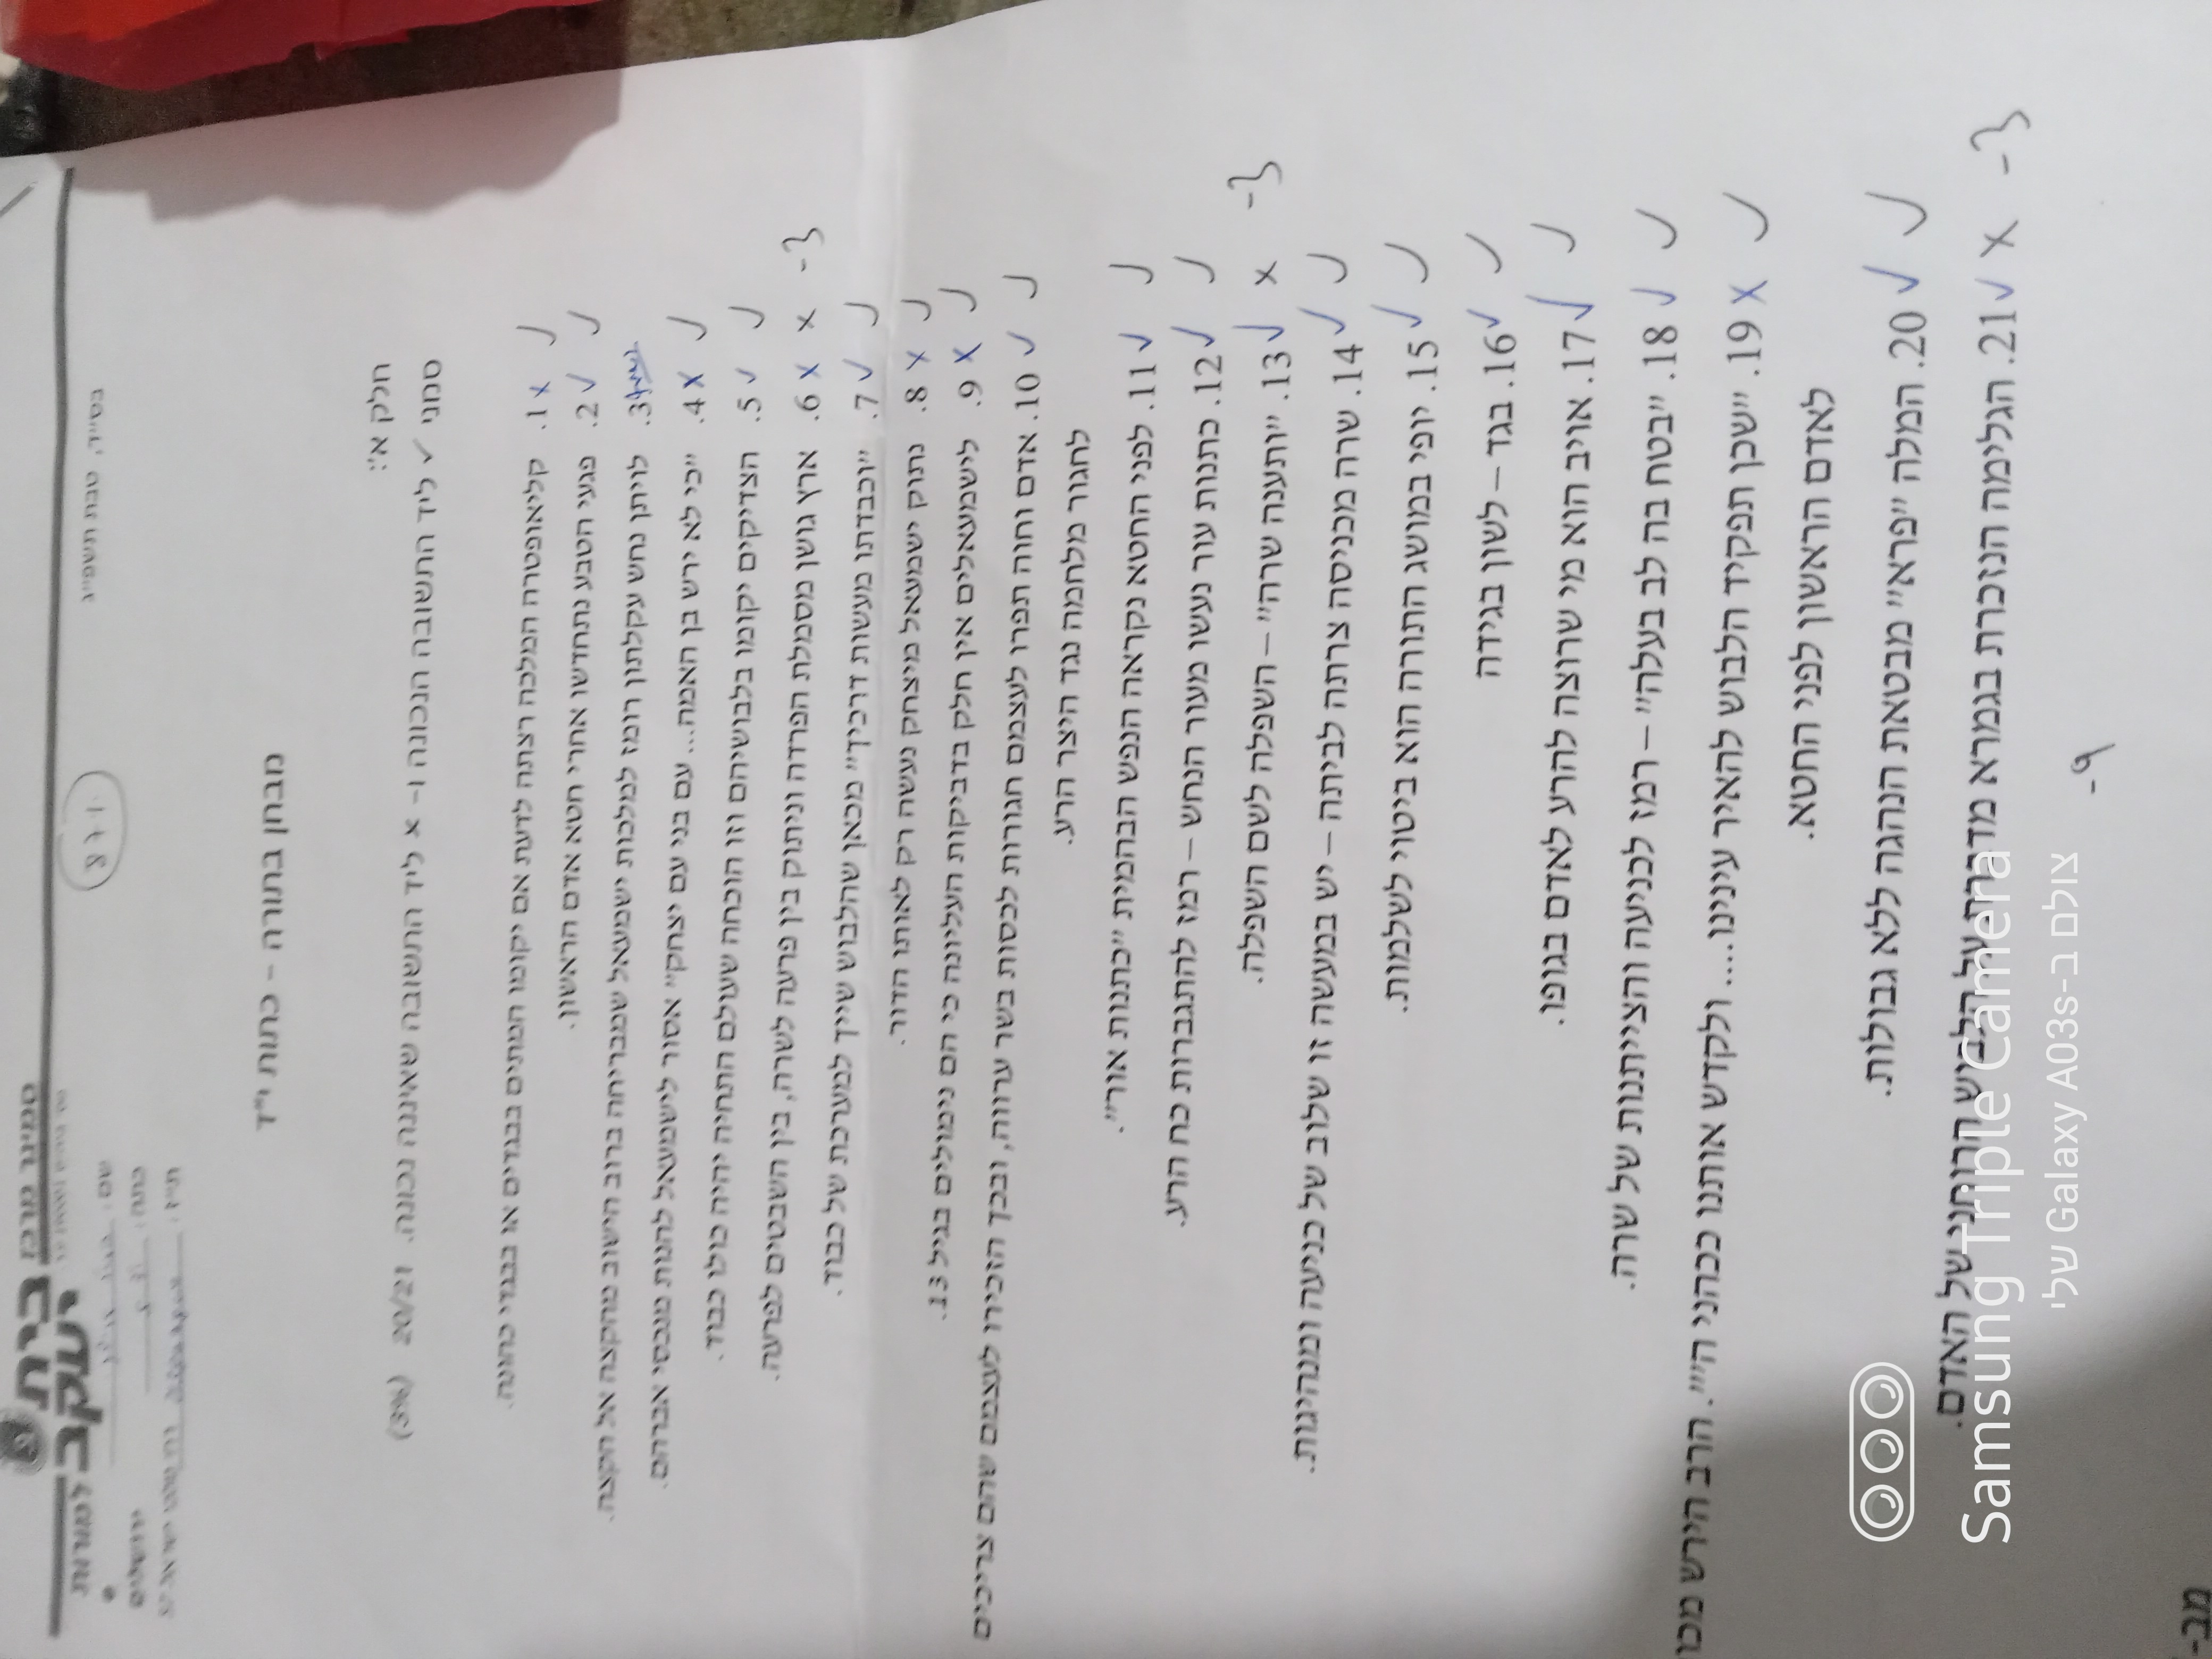 סמינר מרכזי
בית יעקב
למורות
ירושלים
בס״ד, טבת תשפ״ג
87+
שם:
כתה:
ת״ז:
רח׳ מלכי ישראל 57
מבחן בתורה – כתות י״ד
חלק א׳:
סמני ✓ ליד התשובה הנכונה ו- × ליד התשובה שאיננה נכונה. 20/21 (3%)
✓ x 1. קליאופטרה המלכה רצתה לדעת אם יקומו המתים בבגדים או בבגדי כהונה.
✓ ✓ 2. פגעי הטבע נתחדשו אחרי חטא אדם הראשון.
3. לויתן נחש עקלתון רומז למלכות ישמעאל שמבריחה ברוב הישוב מהקצה אל הקצה.
✓ x 4. ״כי לא ירש בן האמה... עם בני עם יצחק״ אסור לישמעאל להנות מנכסי אברהם.
✓ ✓ 5. הצדיקים יקומו בלבושיהם וזו הוכחה שעולם התחיה יהיה כולו כבוד.
-3 x x 6. ארץ גושן מסמלת הפרדה וניתוק בין פרעה לשרה, בין השבטים לפרעה.
✓ ✓ 7. ״וכבדתו מעשות דרכיך״ מכאן שהלבוש שייך למערכת של כבוד.
✓ x 8. נתוק ישמעאל מיצחק נעשה רק לאותו הדור.
✓ x 9. לישמעאלים אין חלק בדביקות העליונה כי הם נימולים בגיל 13.
✓ ✓ 10. אדם וחוה תפרו לעצמם חגורות לכסות בשר ערווה, ובכך הזכירו לעצמם שהם צריכים
לחגור מלחמה נגד היצר הרע.
✓ ✓ 11. לפני החטא נקראה הנפש הבהמית ״כתנות אור״.
✓ ✓ 12. כתנות עור נעשו מעור הנחש – רמז להתגברות כח הרע.
-3 x ✓ 13. ״ותענה שרה״ – השפלה לשם השפלה.
✓ ✓ 14. שרה מכניסה צרתה לביתה – יש במעשה זו שלוב של כניעה ומנהיגות.
✓ ✓ 15. יופי במושג התורה הוא ביטוי לשלמות.
✓ ✓ 16. בגד – לשון בגידה
✓ ✓ 17. אויב הוא מי שרוצה להרע לאדם בגופו.
✓ ✓ 18. ״בטח בה לב בעלה״ – רמז לכניעה והצייתנות של שרה.
✓ x 19. ״שכן תפקיד הלבוש להאיר עינינו.... ולקדש אותנו ככהני ה׳״. הרב הירש
לאדם הראשון לפני החטא.
✓ ✓ 20. המלה ״פרא״ מבטאת הנהגה ללא גבולות.
-3 x ✓ 21. הגלימה הנזכרת בגמרא מדברת על הלבוש הרוחני של האדם.
Samsung Triple Camera
צולם ב-Galaxy A03s שלי
-9